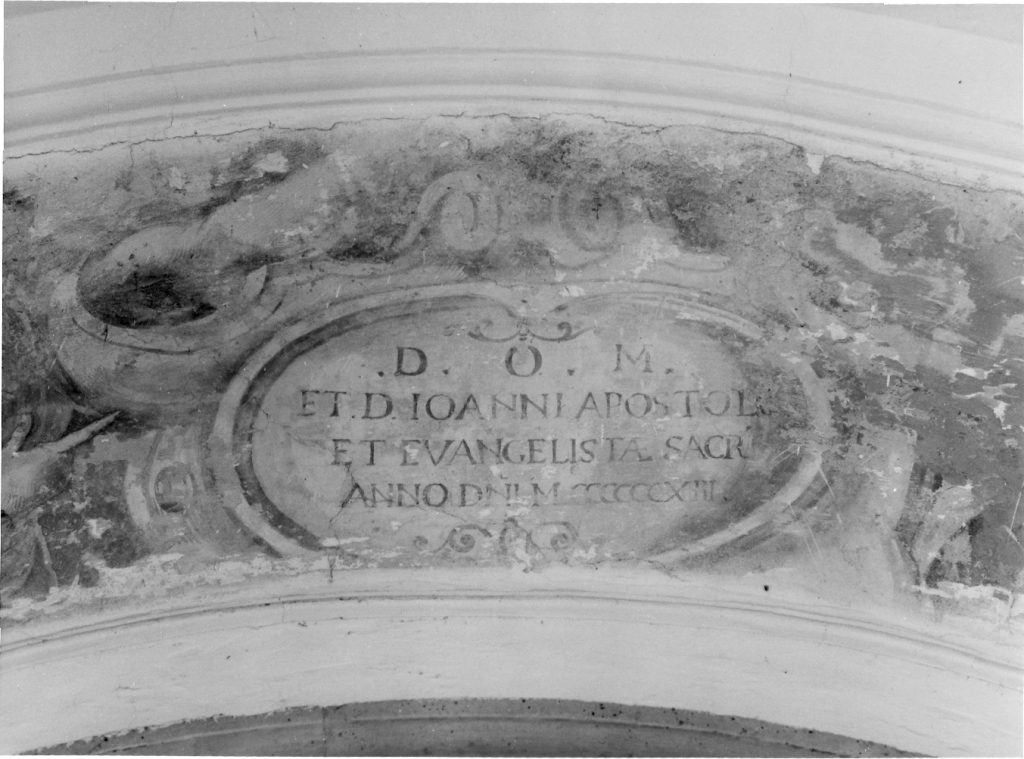 .D. O. M.
ET.D.IOANNI APOSTOL
ET EVANGELISTÆ SACR
ANNO DNI M